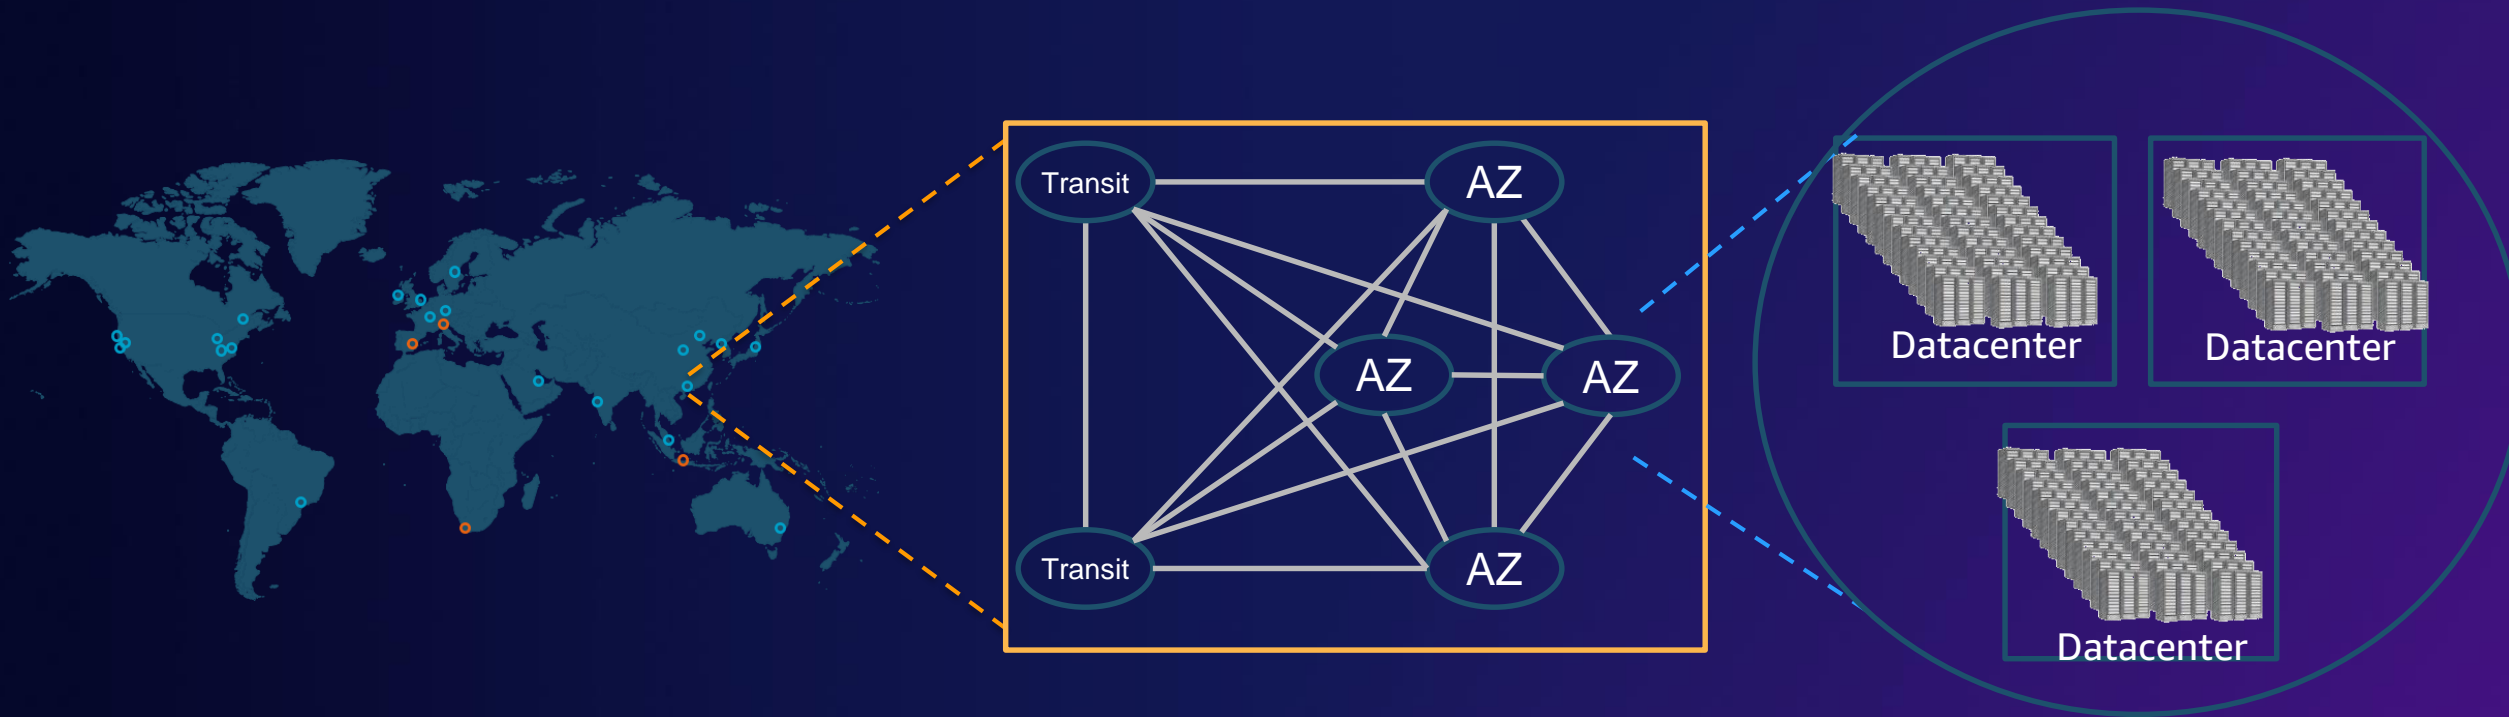 Transit
AZ
AZ
AZ
Transit
AZ
Datacenter
Datacenter
Datacenter